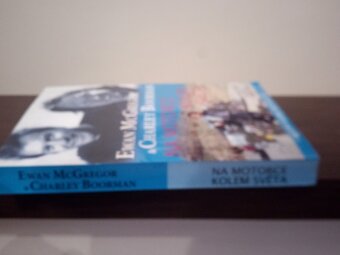 EWAN MCGREGOR
& CHARLEY BOORMAN
EWAN MCGREGOR
& CHARLEY BOORMAN
NA MOTORCE
KOLEM SVĚTA